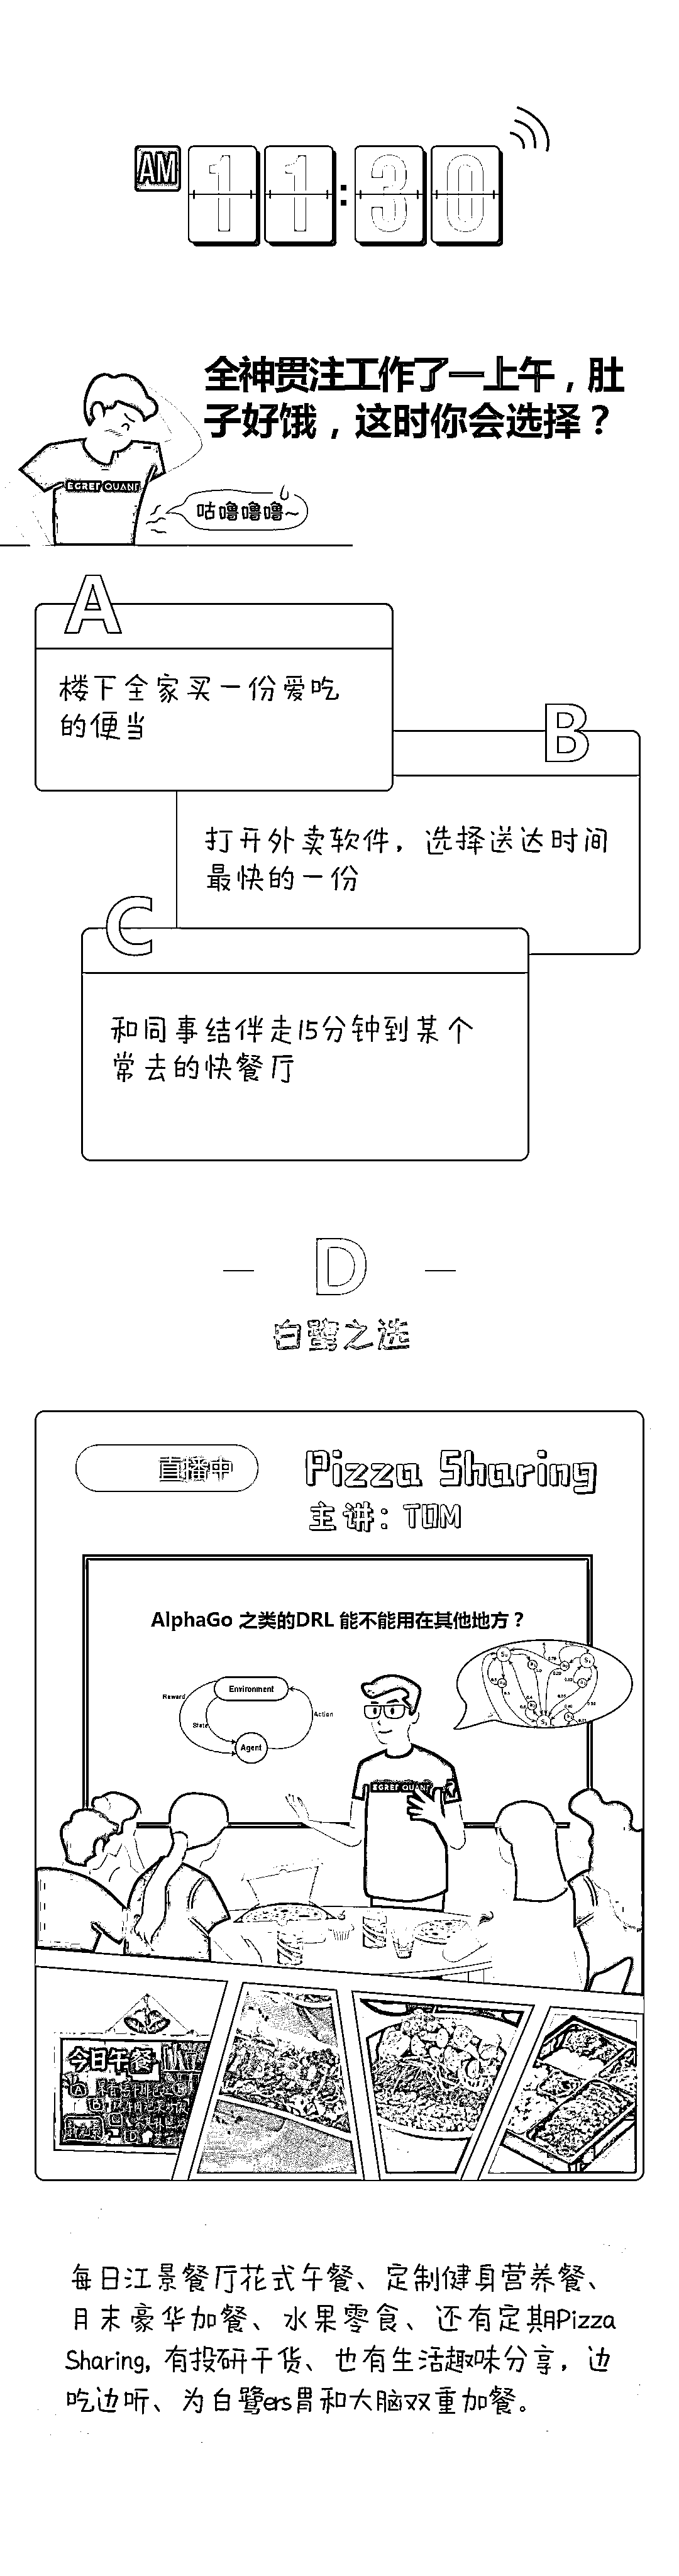 AM 11:30
全神贯注工作了一上午，肚
子好饿，这时你会选择？
EGRET QUANT
咕噜噜噜~
A
楼下全家买一份爱吃
的便当
B
打开外卖软件，选择送达时间
最快的一份
C
和同事结伴走15分钟到某个
常去的快餐厅
D
白鹭之选
直播中
Pizza Sharing
主讲：TOM
AlphaGo 之类的DRL 能不能用在其他地方？
Environment
Reward
State
Action
Agent
EGRET QUANT
今日午餐
每日江景餐厅花式午餐、定制健身营养餐、
月末豪华加餐、水果零食、还有定期Pizza
Sharing, 有投研干货、也有生活趣味分享，边
吃边听、为白鹭ers胃和大脑双重加餐。